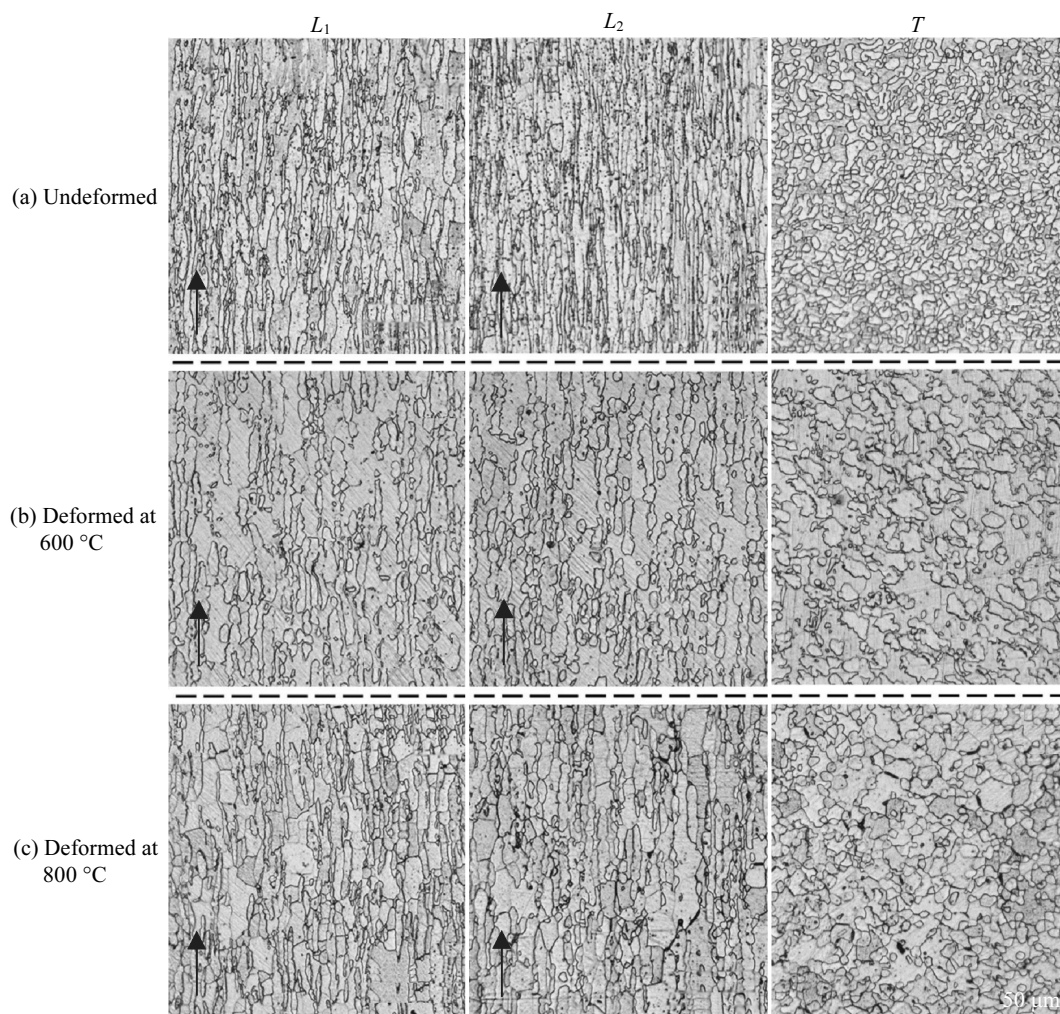 L₁
L₂
T
(a) Undeformed
(b) Deformed at
600 °C
(c) Deformed at
800 °C
50 μm